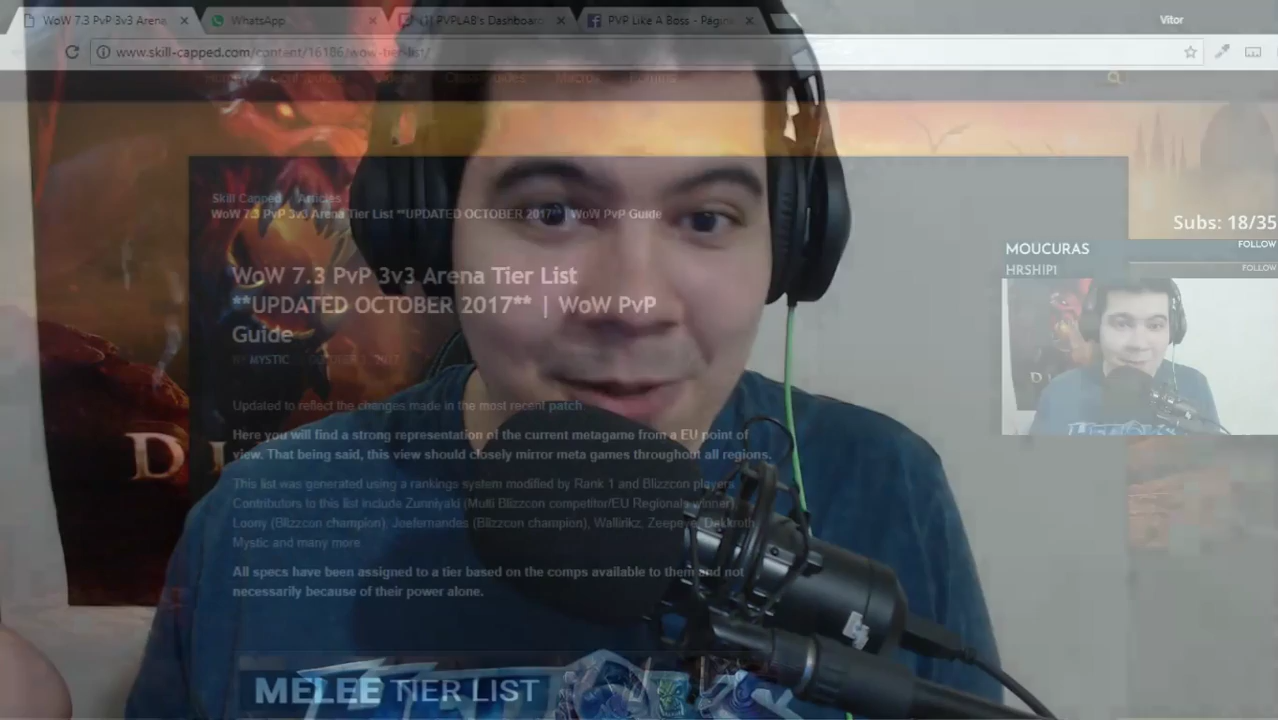 WoW 7.3 PvP 3v3 Arena
WhatsApp
(1) PVPLAB's Dashboard
PVP Like A Boss - Página
Vitor
www.skill-capped.com/content/16186/wow-tier-list/
Skill Capped Articles
WoW 7.3 PvP 3v3 Arena Tier List **UPDATED OCTOBER 2017** | WoW PvP Guide
Subs: 18/35
MOUCURAS FOLLOW
HRSHIP1 FOLLOW
WoW 7.3 PvP 3v3 Arena Tier List
**UPDATED OCTOBER 2017** | WoW PvP
Guide
BY MYSTIC OCTOBER 2017
Updated to reflect the changes made in the most recent patch
Here you will find a strong representation of the current metagame from a EU point of
view. That being said, this view should closely mirror meta games throughout all regions.
This list was generated using a rankings system modified by Rank 1 and Blizzcon players.
Contributors to this list include Zunniyaki (Multi Blizzcon competitor/EU Regionals winner)
Loony (Blizzcon champion), Joefernandes (Blizzcon champion), Wallirikz, Zeepeye,
Mystic and many more
All specs have been assigned to a tier based on the comps available to them and not
necessarily because of their power alone.
MELEE TIER LIST